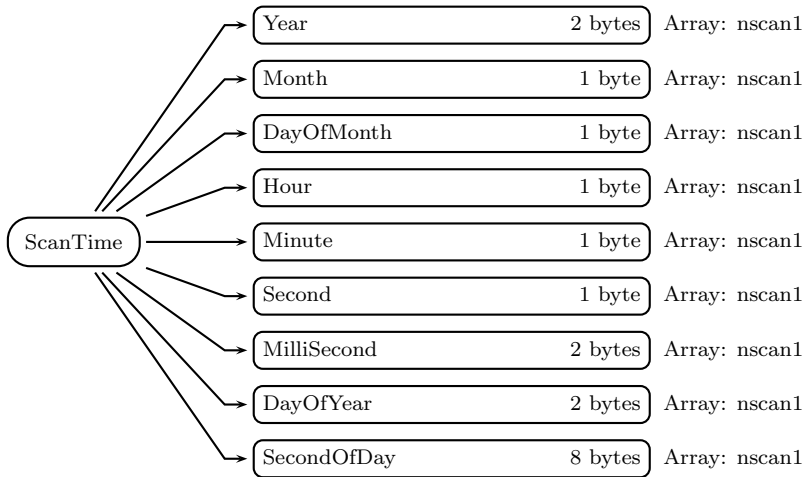 Year 2 bytes Array: nscan1
Month 1 byte Array: nscan1
DayOfMonth 1 byte Array: nscan1
Hour 1 byte Array: nscan1
ScanTime
Minute 1 byte Array: nscan1
Second 1 byte Array: nscan1
MilliSecond 2 bytes Array: nscan1
DayOfYear 2 bytes Array: nscan1
SecondOfDay 8 bytes Array: nscan1